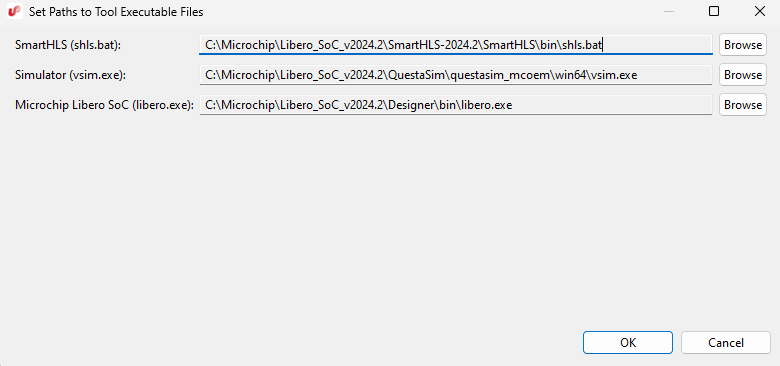 Set Paths to Tool Executable Files
SmartHLS (shls.bat): C:\Microchip\Libero_SoC_v2024.2\SmartHLS-2024.2\SmartHLS\bin\shls.bat Browse
Simulator (vsim.exe): C:\Microchip\Libero_SoC_v2024.2\QuestaSim\questasim_mcoem\win64\vsim.exe Browse
Microchip Libero SoC (libero.exe): C:\Microchip\Libero_SoC_v2024.2\Designer\bin\libero.exe Browse
OK Cancel